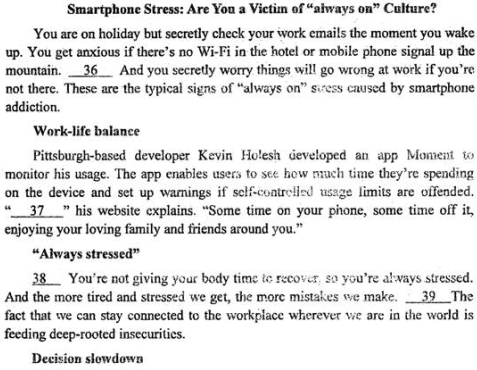 Smartphone Stress: Are You a Victim of “always on” Culture?
You are on holiday but secretly check your work emails the moment you wake
up. You get anxious if there’s no Wi-Fi in the hotel or mobile phone signal up the
mountain. 36 And you secretly worry things will go wrong at work if you’re
not there. These are the typical signs of “always on” stress caused by smartphone
addiction.
Work-life balance
Pittsburgh-based developer Kevin Holesh developed an app Moment to
monitor his usage. The app enables users to see how much time they’re spending
on the device and set up warnings if self-controlled usage limits are offended.
“ 37 ” his website explains. “Some time on your phone, some time off it,
enjoying your loving family and friends around you.”
“Always stressed”
38 You’re not giving your body time to recover, so you’re always stressed.
And the more tired and stressed we get, the more mistakes we make. 39 The
fact that we can stay connected to the workplace wherever we are in the world is
feeding deep-rooted insecurities.
Decision slowdown